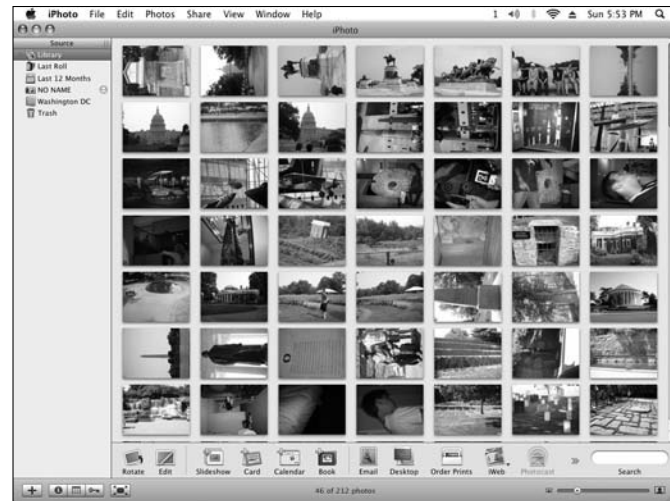 iPhoto File Edit Photos Share View Window Help 1 Sun 5:53 PM
iPhoto
Source
Library
Last Roll
Last 12 Months
NO NAME
Washington DC
Trash
Rotate Edit Slideshow Card Calendar Book Email Desktop Order Prints iWeb Photocast » Search
46 of 212 photos